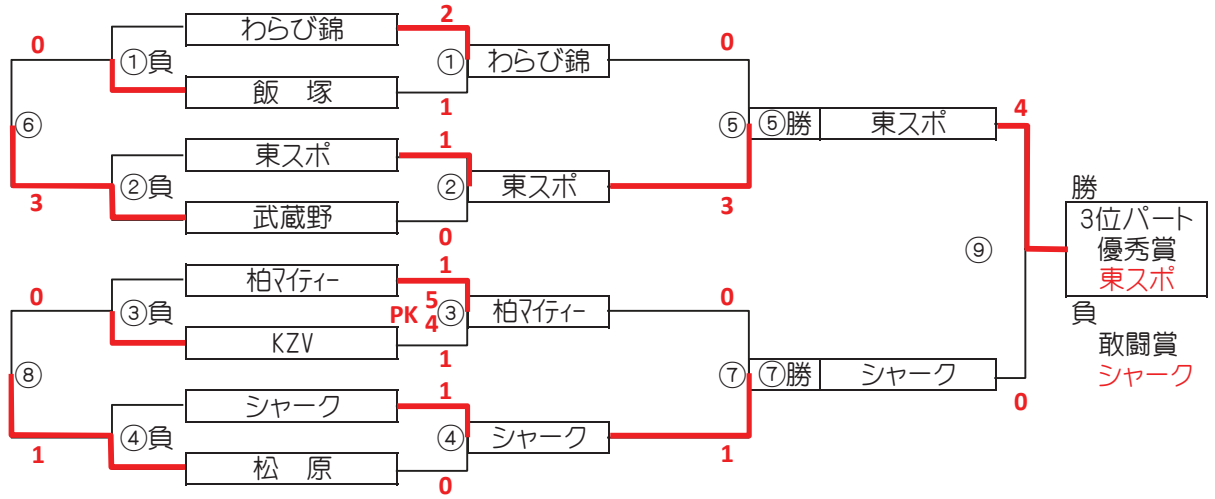 2
わらび錦
0
0
①負
①
わらび錦
飯　塚
1
4
⑥
⑤
⑤勝
東スポ
1
東スポ
②負
②
東スポ
勝
3
3
武蔵野
3位パート
0
⑨
優秀賞
柏マイティー
1
東スポ
0
0
5
③負
PK
③
柏マイティー
4
負
KZV
敢闘賞
1
⑧
⑦
⑦勝
シャーク
シャーク
シャーク
1
0
④負
④
シャーク
1
1
松　原
0